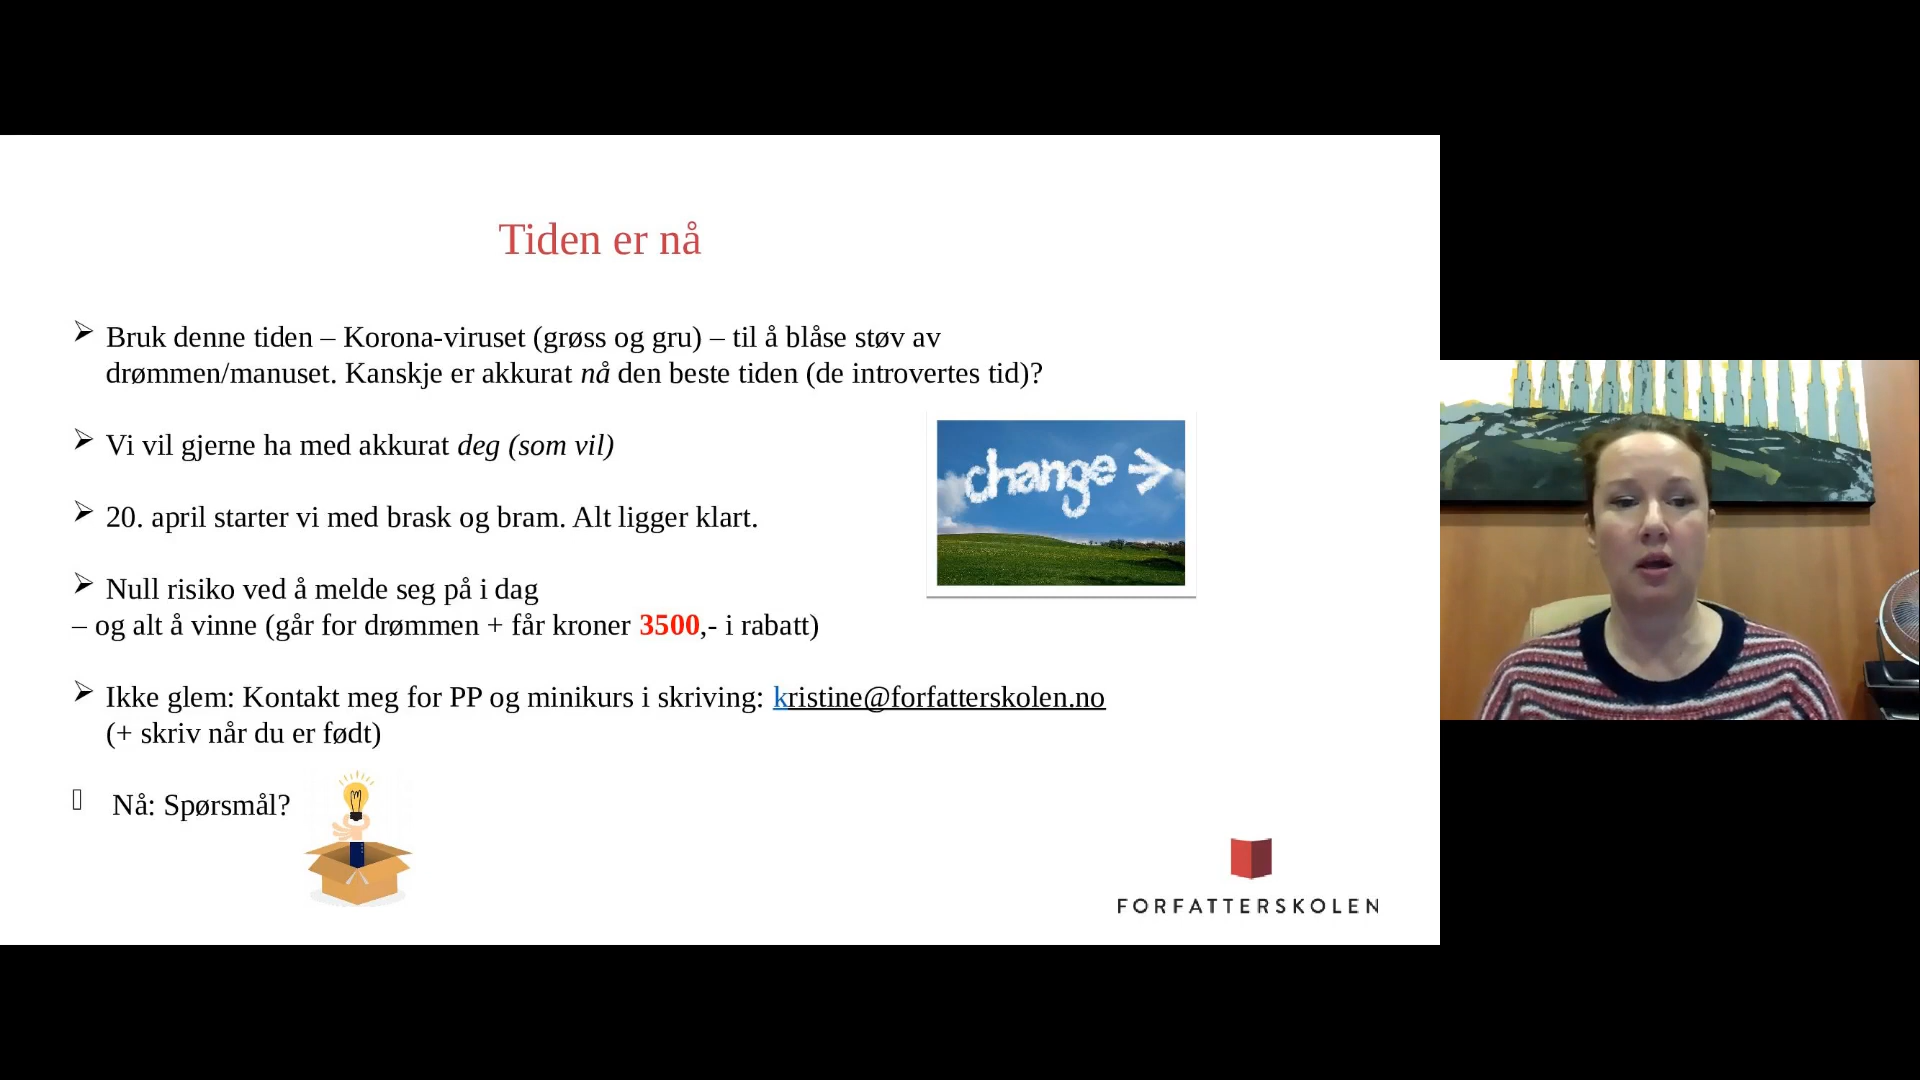 Tiden er nå
Bruk denne tiden – Korona-viruset (grøss og gru) – til å blåse støv av
drømmen/manuset. Kanskje er akkurat nå den beste tiden (de introvertes tid)?
Vi vil gjerne ha med akkurat deg (som vil)
change
20. april starter vi med brask og bram. Alt ligger klart.
Null risiko ved å melde seg på i dag
– og alt å vinne (går for drømmen + får kroner 3500,- i rabatt)
Ikke glem: Kontakt meg for PP og minikurs i skriving: kristine@forfatterskolen.no
(+ skriv når du er født)
Nå: Spørsmål?
FORFATTERSKOLEN